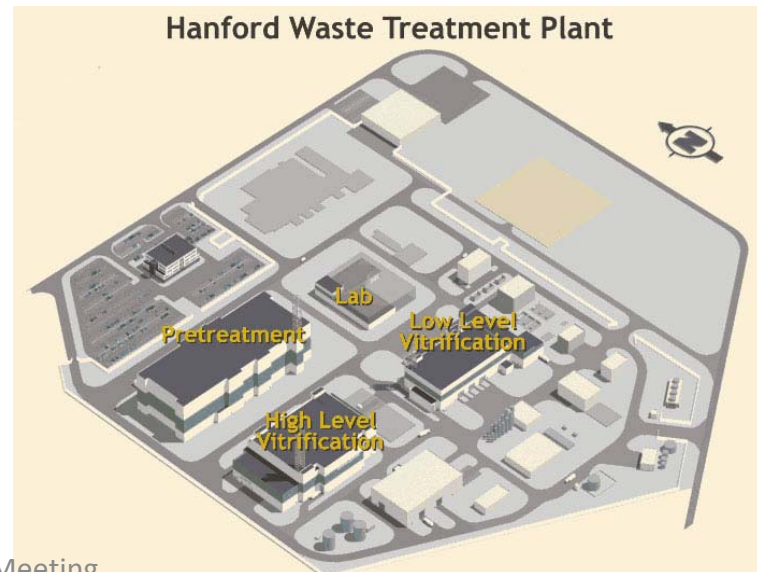 Hanford Waste Treatment Plant
N
Lab
Low Level
Vitrification
Pretreatment
High Level
Vitrification
Meeting